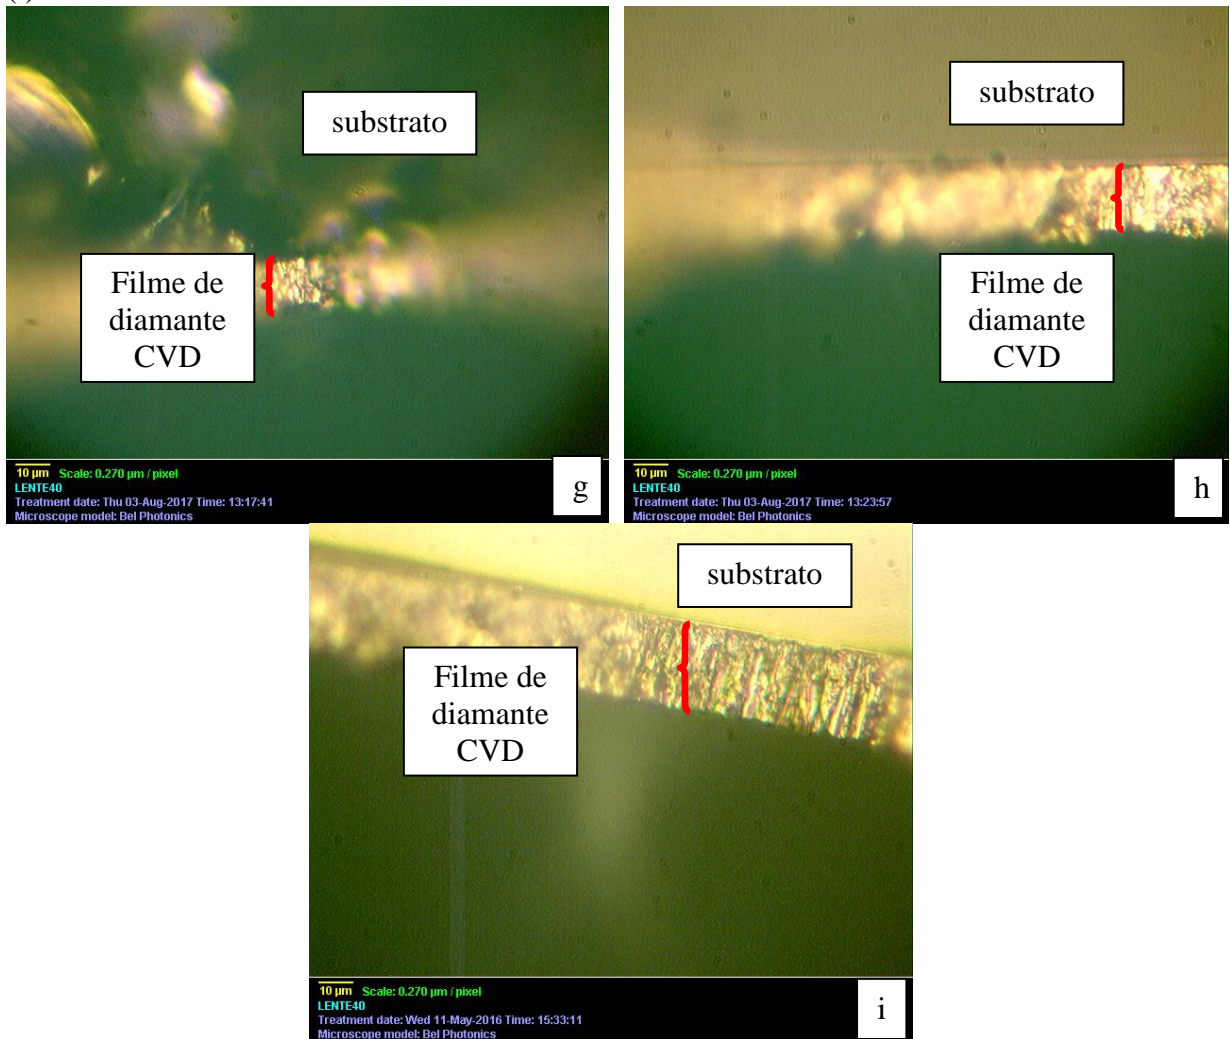 substrato
Filme de
diamante
CVD
10 µm Scale: 0.270 µm / pixel
LENTE40
Treatment date: Thu 03-Aug-2017 Time: 13:17:41
Microscope model: Bel Photonics
g
substrato
Filme de
diamante
CVD
10 µm Scale: 0.270 µm / pixel
LENTE40
Treatment date: Thu 03-Aug-2017 Time: 13:23:57
Microscope model: Bel Photonics
h
substrato
Filme de
diamante
CVD
10 µm Scale: 0.270 µm / pixel
LENTE40
Treatment date: Wed 11-May-2016 Time: 15:33:11
Microscope model: Bel Photonics
i